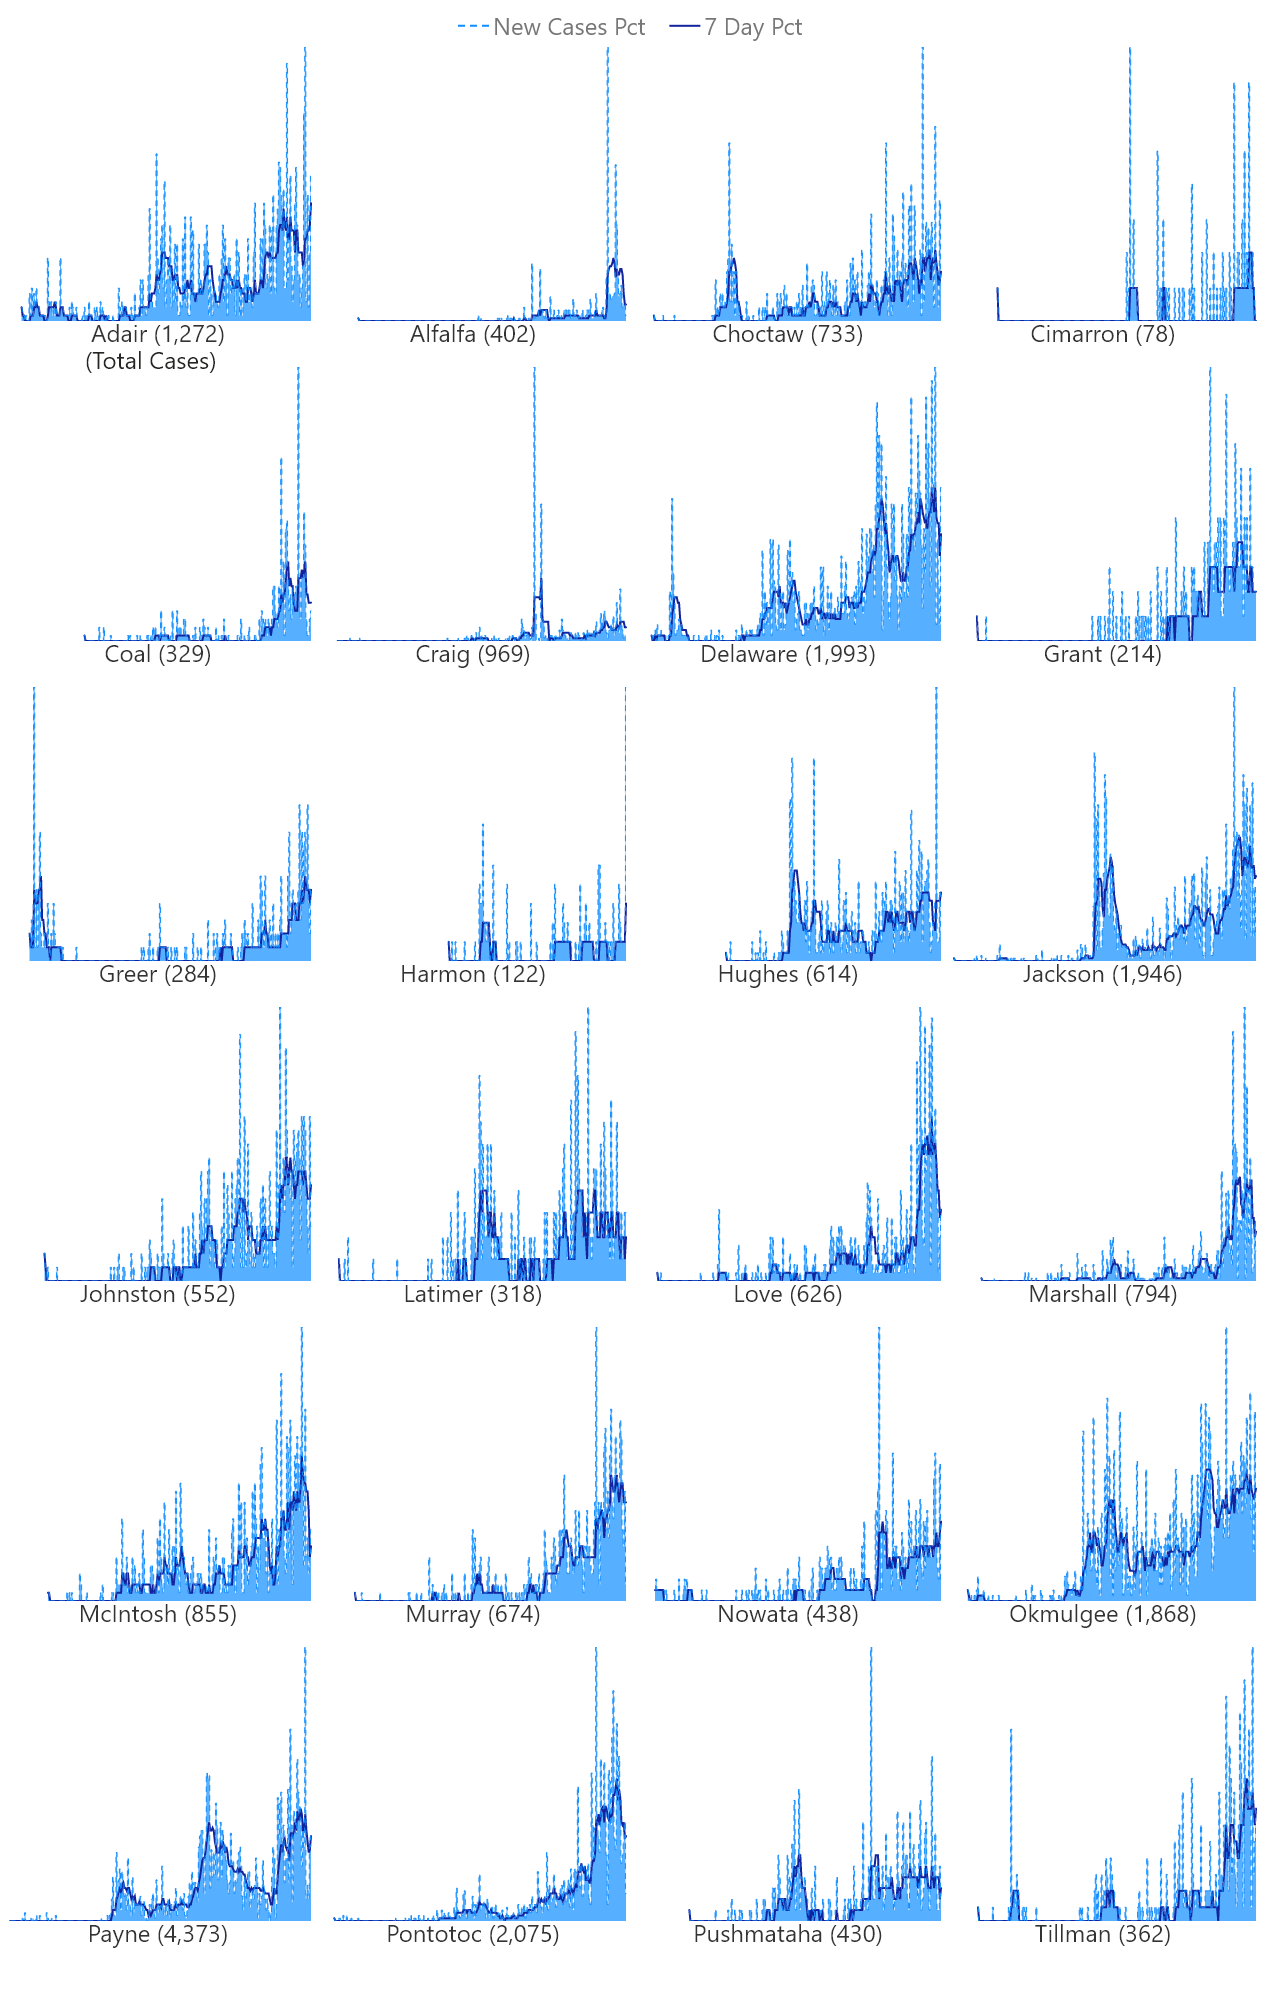 New Cases Pct 7 Day Pct
Adair (1,272) Alfalfa (402) Choctaw (733) Cimarron (78)
(Total Cases)
Coal (329) Craig (969) Delaware (1,993) Grant (214)
Greer (284) Harmon (122) Hughes (614) Jackson (1,946)
Johnston (552) Latimer (318) Love (626) Marshall (794)
McIntosh (855) Murray (674) Nowata (438) Okmulgee (1,868)
Payne (4,373) Pontotoc (2,075) Pushmataha (430) Tillman (362)